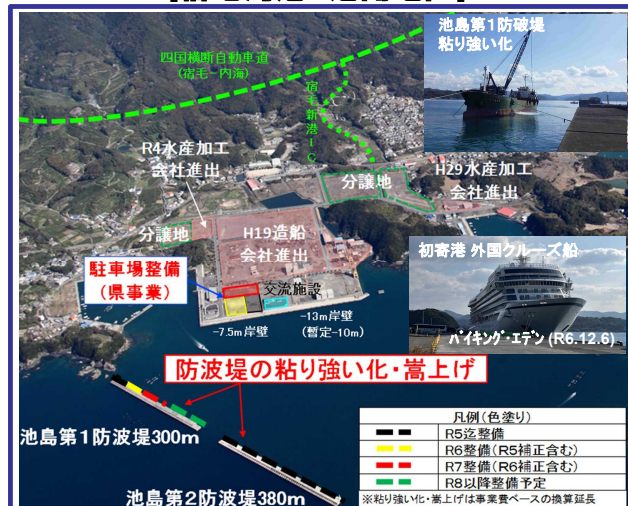 池島第1防波堤
粘り強い化
四国横断自動車道
(宿毛－内海)
宿毛新港IC
R4水産加工
会社進出
分譲地
H29水産加工
会社進出
分譲地
H19造船
会社進出
初寄港 外国クルーズ船
駐車場整備
(県事業)
交流施設
-7.5m岸壁
-13m岸壁
(暫定-10m)
バイキング・エデン (R6.12.6)
防波堤の粘り強い化・嵩上げ
池島第1防波堤300m
池島第2防波堤380m
凡例(色塗り)
R5迄整備
R6整備(R5補正含む)
R7整備(R6補正含む)
R8以降整備予定
※粘り強い化・嵩上げは事業費ベースの換算延長